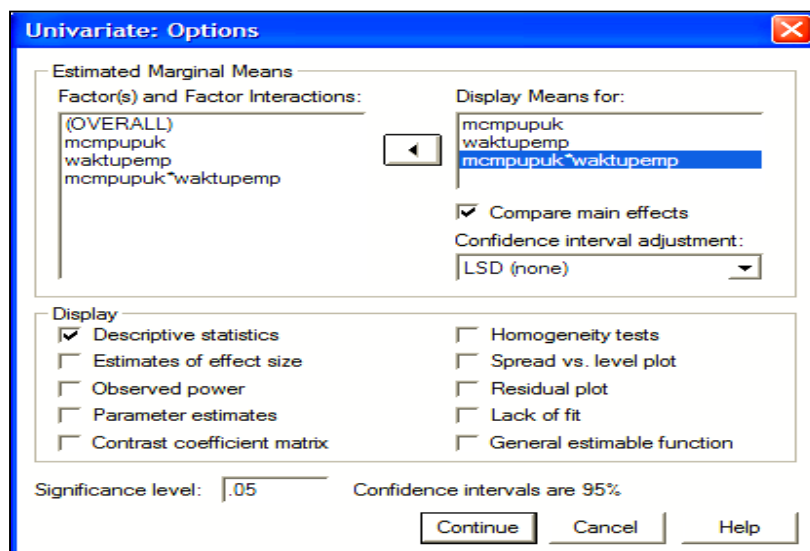 Univariate: Options
Estimated Marginal Means
Factor(s) and Factor Interactions:
(OVERALL)
mcmpupuk
waktupemp
mcmpupuk*waktupemp
Display Means for:
mcmpupuk
waktupemp
mcmpupuk*waktupemp
Compare main effects
Confidence interval adjustment:
LSD (none)
Display
Descriptive statistics
Estimates of effect size
Observed power
Parameter estimates
Contrast coefficient matrix
Homogeneity tests
Spread vs. level plot
Residual plot
Lack of fit
General estimable function
Significance level: .05 Confidence intervals are 95%
Continue Cancel Help